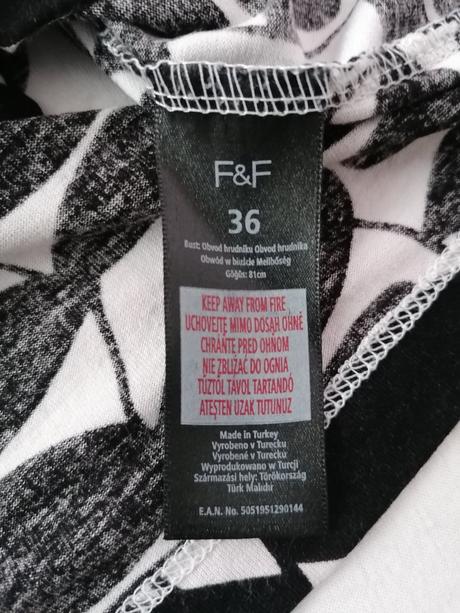 F&F
36
Bust: Obvod hrudníku Obvod hrudníka
Obwód w biuście Mellbőség
Göğüs: 81cm
KEEP AWAY FROM FIRE
UCHOVEJTE MIMO DOSAH OHNĚ
CHRÁŇTE PRED OHŇOM
NIE ZBLIŻAĆ DO OGNIA
TŰZTŐL TÁVOL TARTANDÓ
ATEŞTEN UZAK TUTUNUZ
Made in Turkey
Vyrobeno v Turecku
Vyrobené v Turecku
Wyprodukowano w Turcji
Származási hely: Törökország
Türk Malıdır
E.A.N. No. 5051951290144